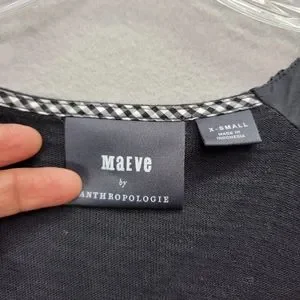 MaEve
by
ANTHROPOLOGIE
X-SMALL
MADE IN
INDONESIA